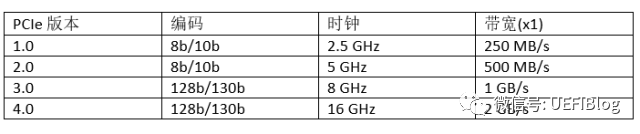 PCIe 版本 编码 时钟 带宽(x1)
1.0 8b/10b 2.5 GHz 250 MB/s
2.0 8b/10b 5 GHz 500 MB/s
3.0 128b/130b 8 GHz 1 GB/s
4.0 128b/130b 16 GHz 2 GB/s
微信号: UEFIBlog